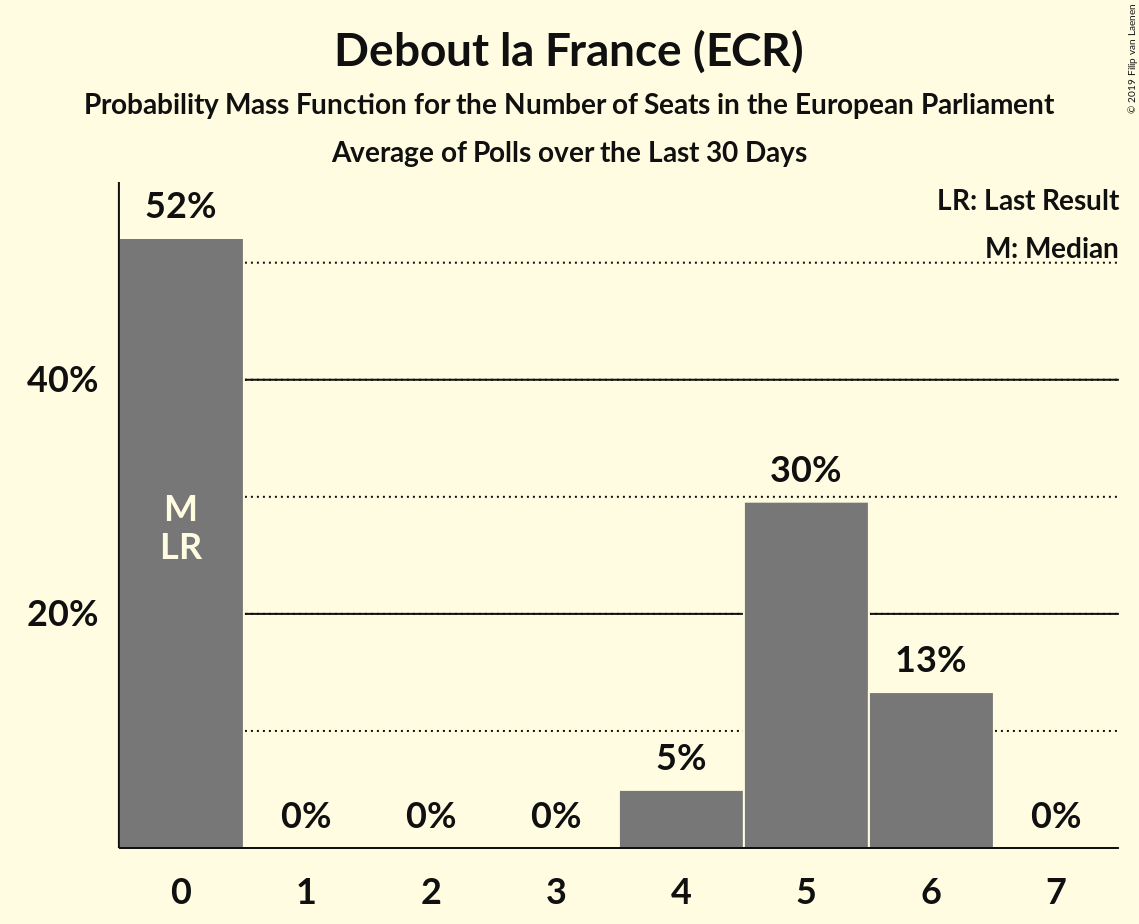 Debout la France (ECR)
Probability Mass Function for the Number of Seats in the European Parliament
Average of Polls over the Last 30 Days
© 2019 Filip van Laenen
LR: Last Result
M: Median
52%
40%
20%
M
LR
0%
0%
0%
5%
30%
13%
0%
0 1 2 3 4 5 6 7